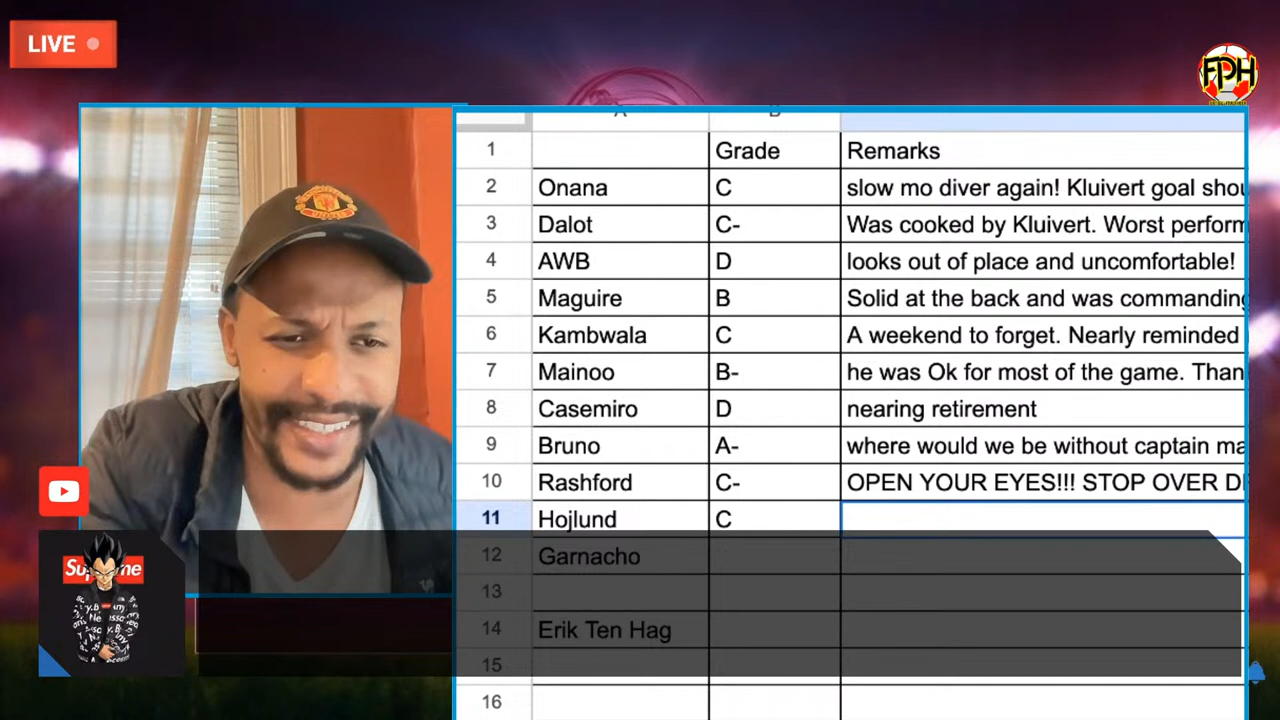 LIVE
FPH
A B
1 Grade Remarks
2 Onana C slow mo diver again! Kluivert goal shou
3 Dalot C- Was cooked by Kluivert. Worst perform
4 AWB D looks out of place and uncomfortable!
5 Maguire B Solid at the back and was commanding
6 Kambwala C A weekend to forget. Nearly reminded
7 Mainoo B- he was Ok for most of the game. Than
8 Casemiro D nearing retirement
9 Bruno A- where would we be without captain ma
10 Rashford C- OPEN YOUR EYES!!! STOP OVER DI
11 Hojlund C
12 Garnacho
13
14 Erik Ten Hag
15
16